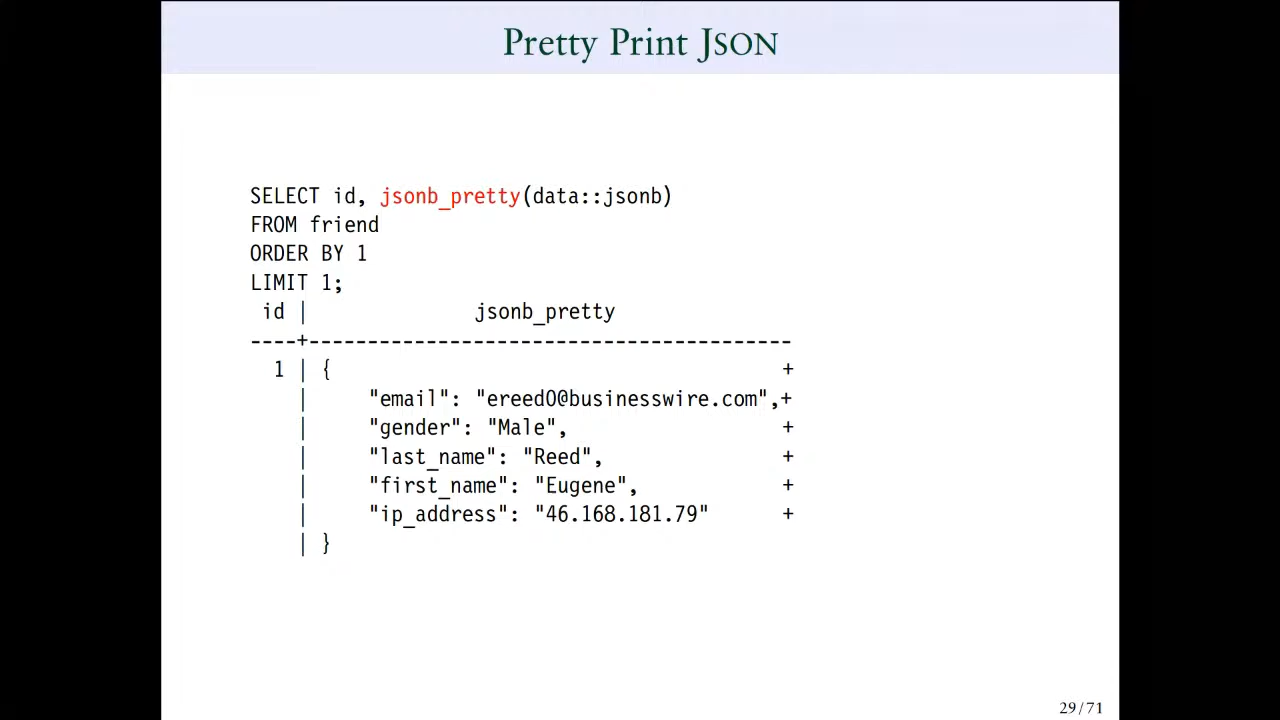 Pretty Print JSON
SELECT id, jsonb_pretty(data::jsonb)
FROM friend
ORDER BY 1
LIMIT 1;
 id |              jsonb_pretty
----+-----------------------------------------
  1 | {                                      +
    |     "email": "ereed0@businesswire.com",+
    |     "gender": "Male",                  +
    |     "last_name": "Reed",               +
    |     "first_name": "Eugene",            +
    |     "ip_address": "46.168.181.79"      +
    | }
29/71